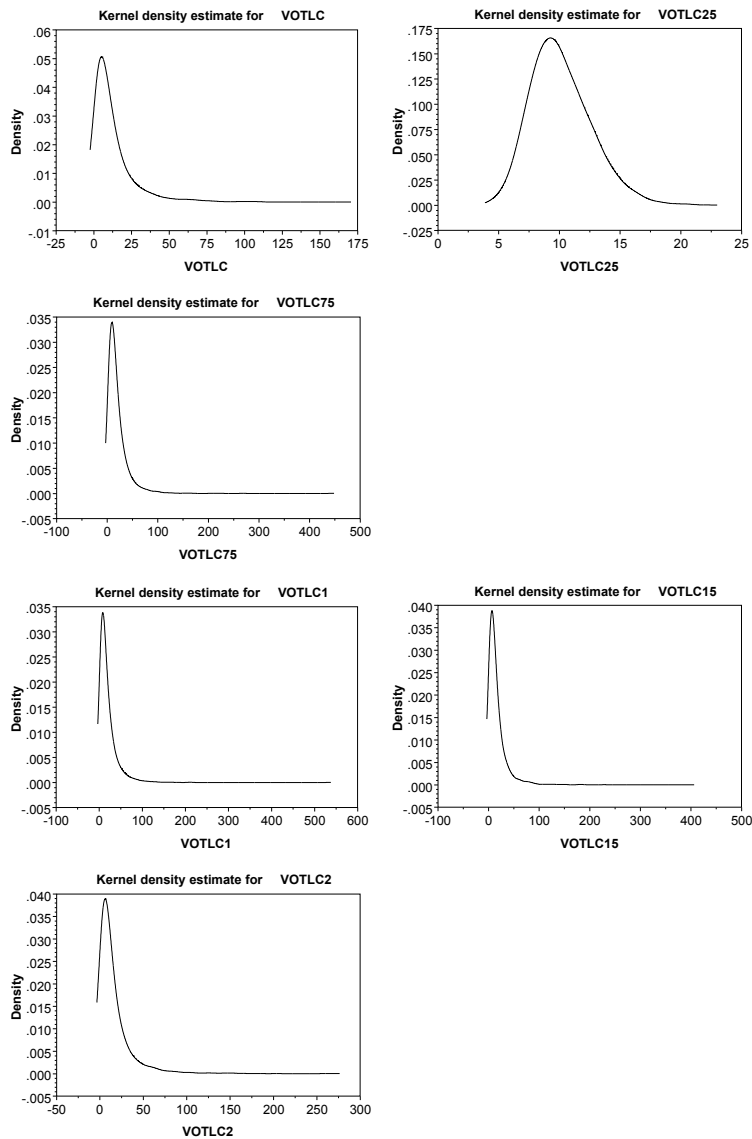 Kernel density estimate for VOTLC
.06
.05
.04
.03
.02
.01
.00
-.01
Density
-25 0 25 50 75 100 125 150 175
VOTLC
Kernel density estimate for VOTLC25
.175
.150
.125
.100
.075
.050
.025
.000
-.025
Density
0 5 10 15 20 25
VOTLC25
Kernel density estimate for VOTLC75
.035
.030
.025
.020
.015
.010
.005
.000
-.005
Density
-100 0 100 200 300 400 500
VOTLC75
Kernel density estimate for VOTLC1
.035
.030
.025
.020
.015
.010
.005
.000
-.005
Density
-100 0 100 200 300 400 500 600
VOTLC1
Kernel density estimate for VOTLC15
.040
.035
.030
.025
.020
.015
.010
.005
.000
-.005
Density
-100 0 100 200 300 400 500
VOTLC15
Kernel density estimate for VOTLC2
.040
.035
.030
.025
.020
.015
.010
.005
.000
-.005
Density
-50 0 50 100 150 200 250 300
VOTLC2